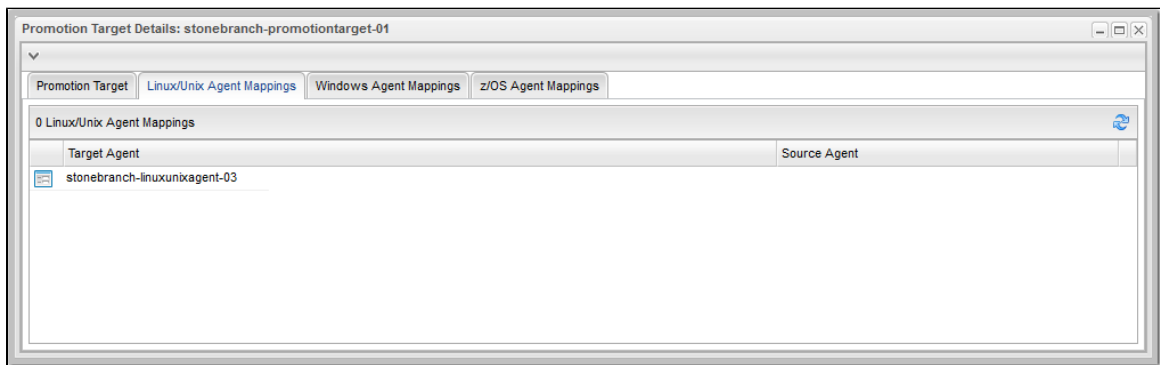 Promotion Target Details: stonebranch-promotiontarget-01
Promotion Target Linux/Unix Agent Mappings Windows Agent Mappings z/OS Agent Mappings
0 Linux/Unix Agent Mappings
Target Agent Source Agent
stonebranch-linuxunixagent-03